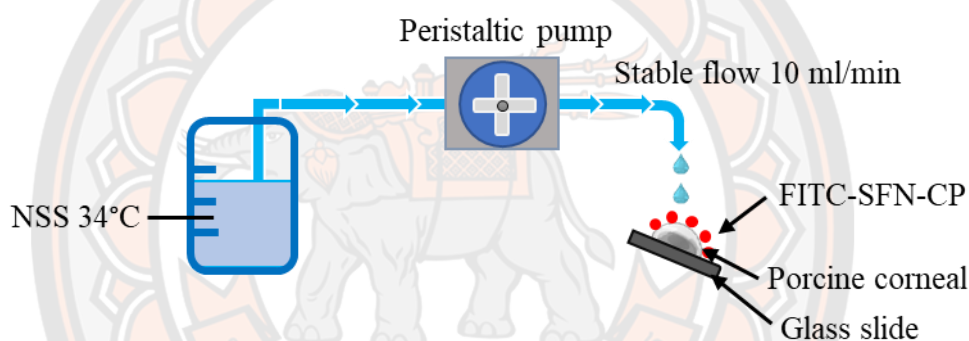 Peristaltic pump
Stable flow 10 ml/min
NSS 34°C
FITC-SFN-CP
Porcine corneal
Glass slide